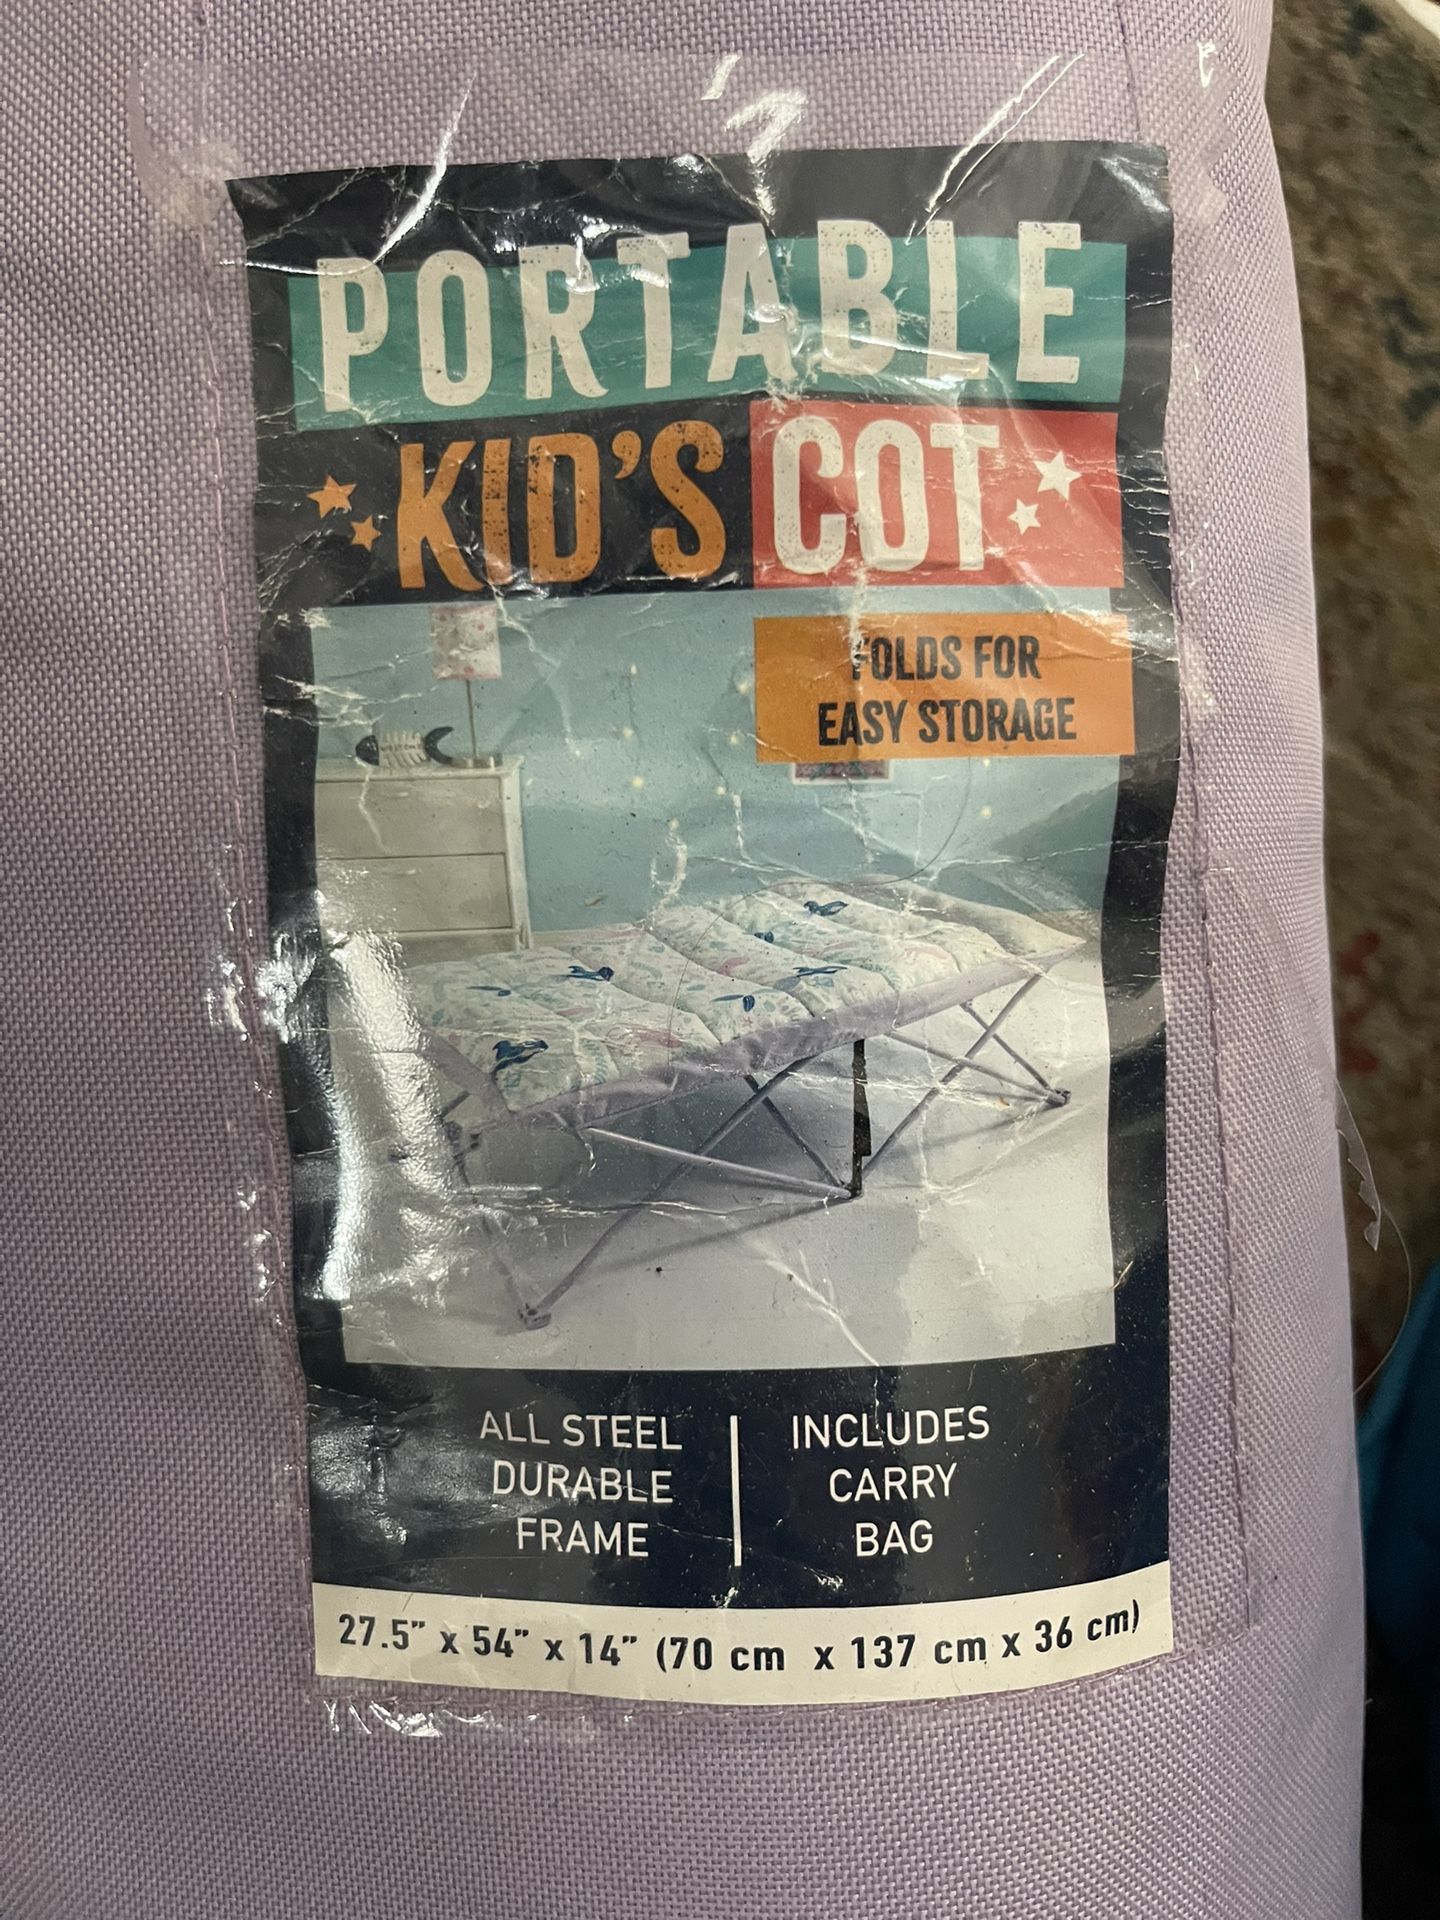 PORTABLE
KID'S COT
FOLDS FOR
EASY STORAGE
ALL STEEL
DURABLE
FRAME
INCLUDES
CARRY
BAG
27.5" x 54" x 14" (70 cm x 137 cm x 36 cm)